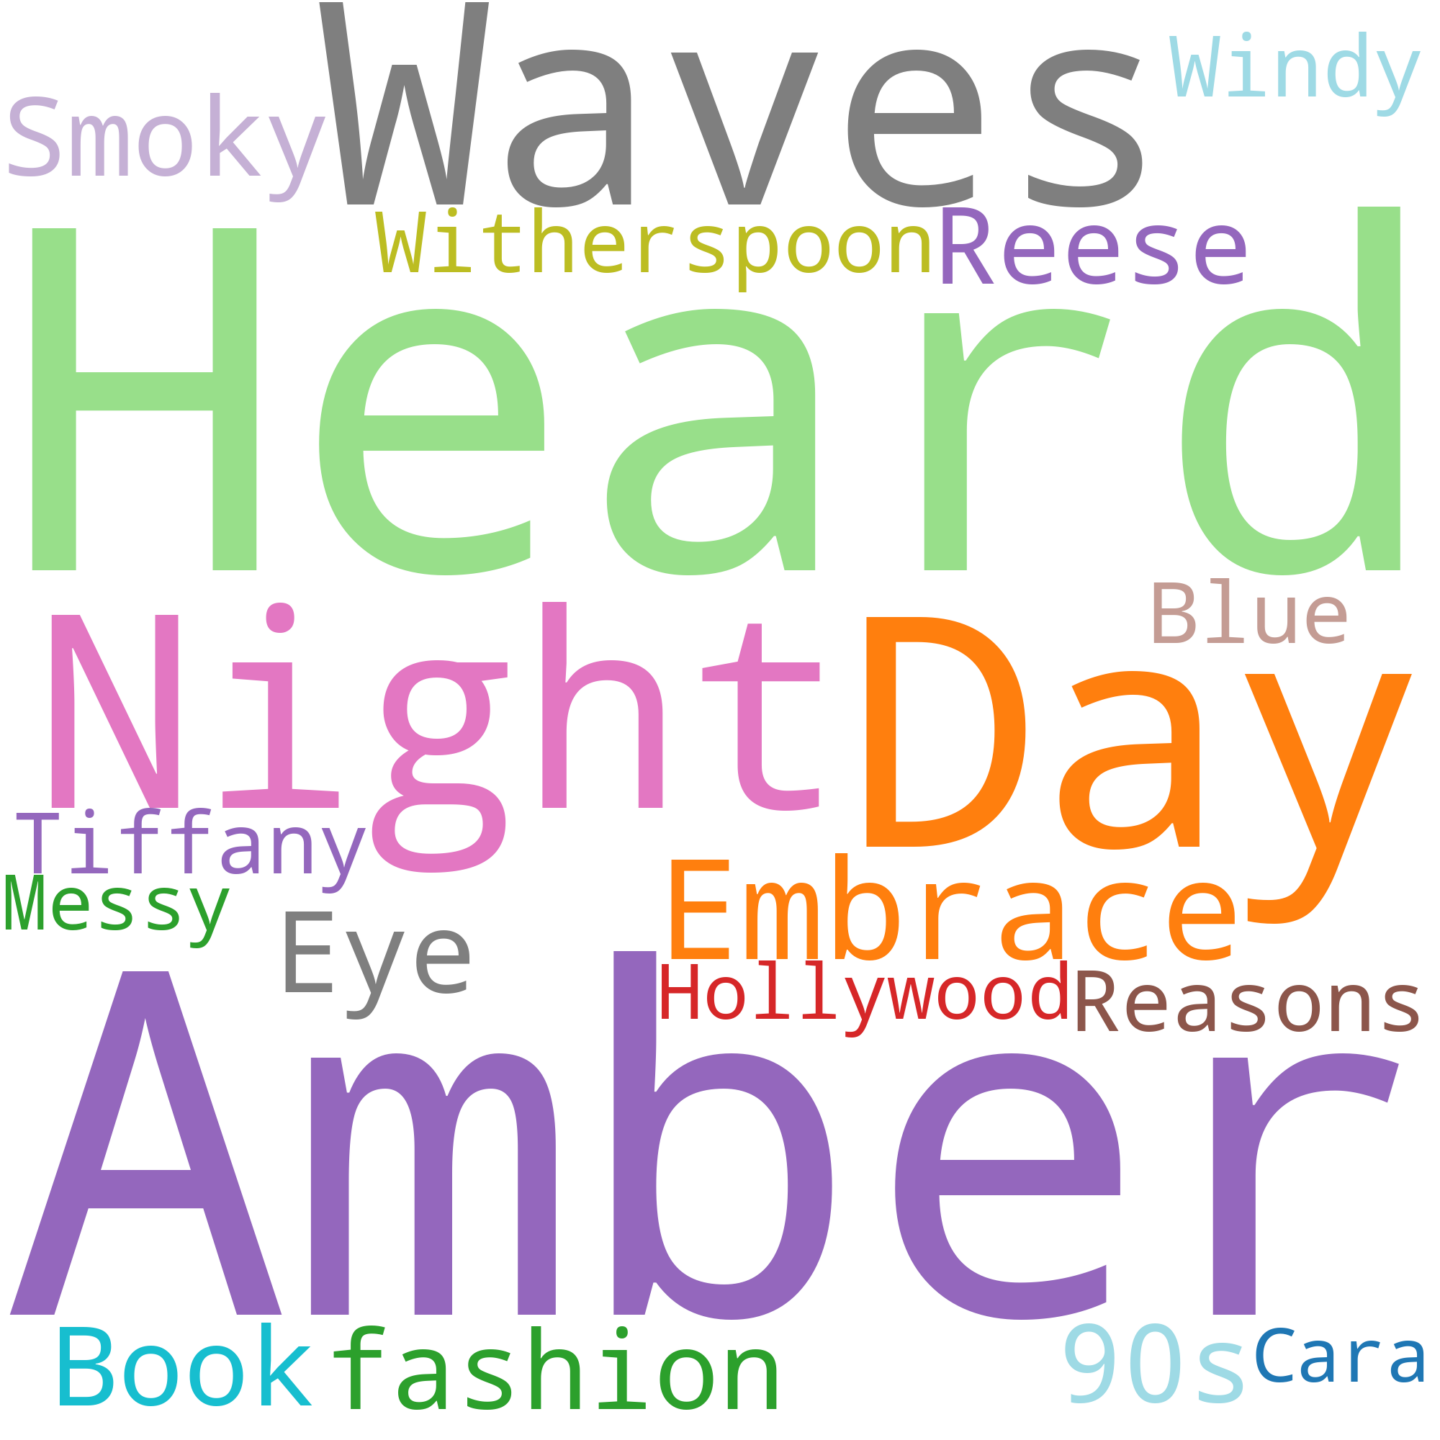 Waves
Windy
Smoky
Witherspoon
Reese
Heard
Blue
Night
Day
Tiffany
Messy
Embrace
Eye
Hollywood
Reasons
Amber
Book
fashion
90s
Cara